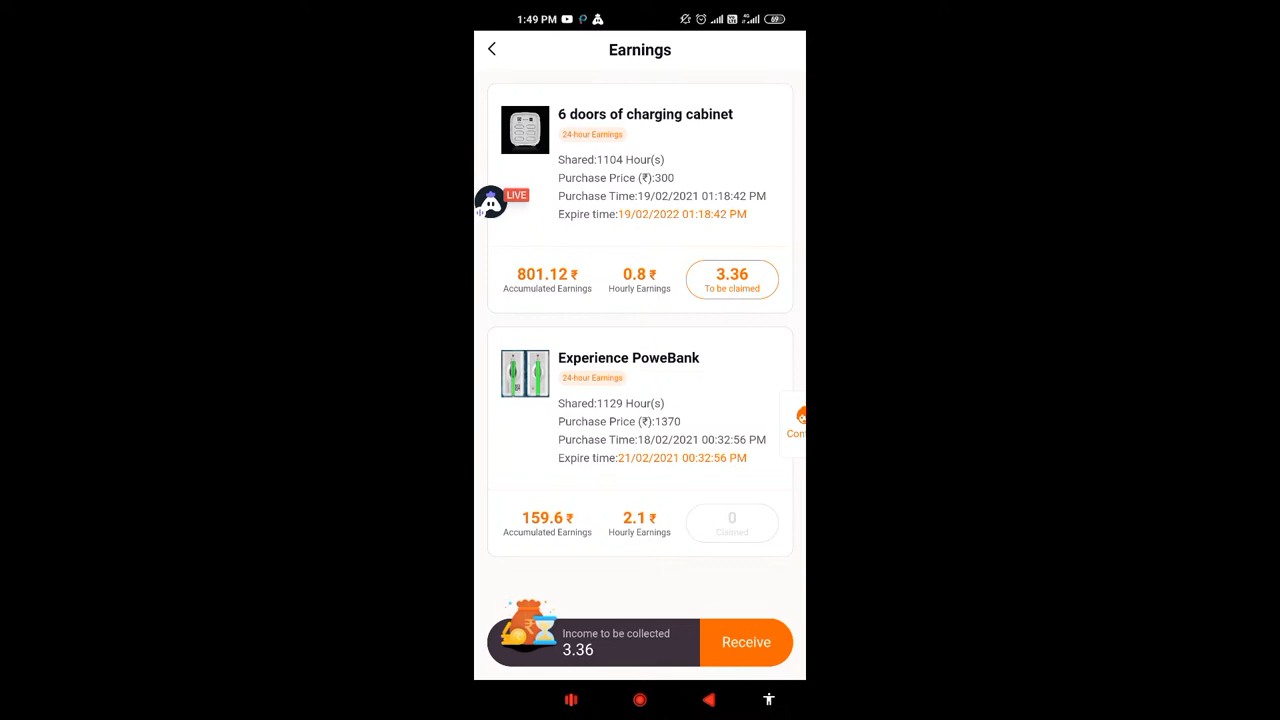 1:49 PM
4G
69
Earnings
6 doors of charging cabinet
24-hour Earnings
Shared:1104 Hour(s)
Purchase Price (₹):300
Purchase Time:19/02/2021 01:18:42 PM
Expire time:19/02/2022 01:18:42 PM
LIVE
801.12 ₹
0.8 ₹
3.36
Accumulated Earnings
Hourly Earnings
To be claimed
Experience PoweBank
24-hour Earnings
Shared:1129 Hour(s)
Purchase Price (₹):1370
Purchase Time:18/02/2021 00:32:56 PM
Expire time:21/02/2021 00:32:56 PM
Con
159.6 ₹
2.1 ₹
0
Accumulated Earnings
Hourly Earnings
Claimed
Income to be collected
3.36
Receive